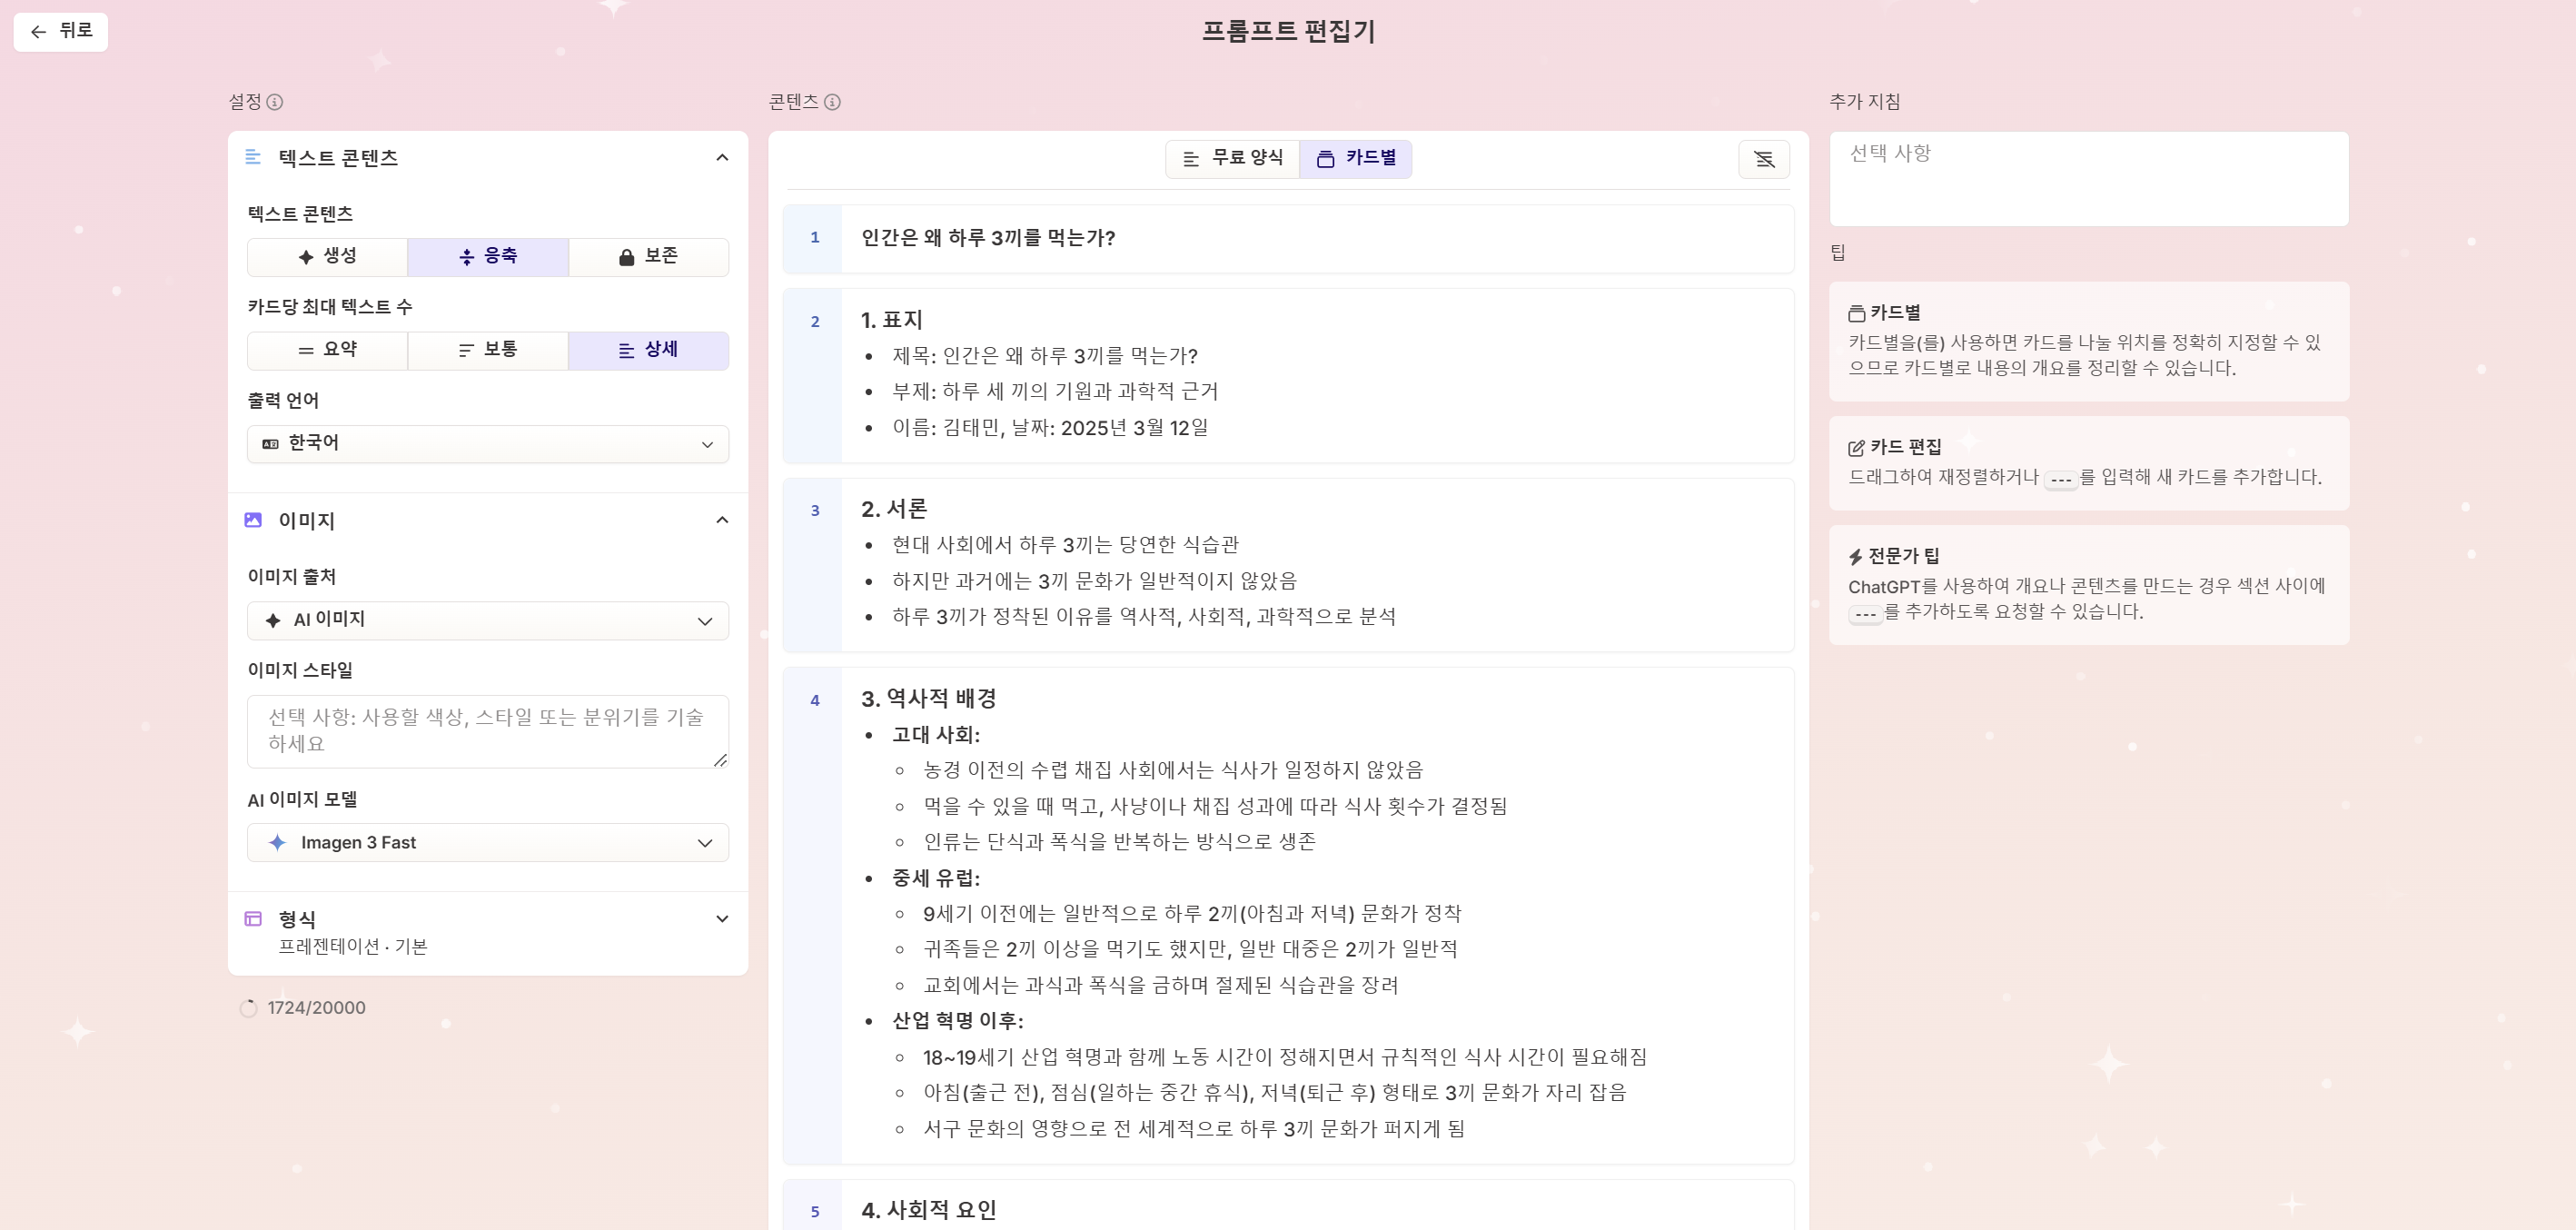 뒤로
프롬프트 편집기
설정
텍스트 콘텐츠
텍스트 콘텐츠
생성
응축
보존
카드당 최대 텍스트 수
요약
보통
상세
출력 언어
한국어
이미지
이미지 출처
AI 이미지
이미지 스타일
선택 사항: 사용할 색상, 스타일 또는 분위기를 기술
하세요
AI 이미지 모델
Imagen 3 Fast
형식
프레젠테이션 · 기본
1724/20000
콘텐츠
무료 양식
카드별
1
인간은 왜 하루 3끼를 먹는가?
2
1. 표지
• 제목: 인간은 왜 하루 3끼를 먹는가?
• 부제: 하루 세 끼의 기원과 과학적 근거
• 이름: 김태민, 날짜: 2025년 3월 12일
3
2. 서론
• 현대 사회에서 하루 3끼는 당연한 식습관
• 하지만 과거에는 3끼 문화가 일반적이지 않았음
• 하루 3끼가 정착된 이유를 역사적, 사회적, 과학적으로 분석
4
3. 역사적 배경
• 고대 사회:
◦ 농경 이전의 수렵 채집 사회에서는 식사가 일정하지 않았음
◦ 먹을 수 있을 때 먹고, 사냥이나 채집 성과에 따라 식사 횟수가 결정됨
◦ 인류는 단식과 폭식을 반복하는 방식으로 생존
• 중세 유럽:
◦ 9세기 이전에는 일반적으로 하루 2끼(아침과 저녁) 문화가 정착
◦ 귀족들은 2끼 이상을 먹기도 했지만, 일반 대중은 2끼가 일반적
◦ 교회에서는 과식과 폭식을 금하며 절제된 식습관을 장려
• 산업 혁명 이후:
◦ 18~19세기 산업 혁명과 함께 노동 시간이 정해지면서 규칙적인 식사 시간이 필요해짐
◦ 아침(출근 전), 점심(일하는 중간 휴식), 저녁(퇴근 후) 형태로 3끼 문화가 자리 잡음
◦ 서구 문화의 영향으로 전 세계적으로 하루 3끼 문화가 퍼지게 됨
5
4. 사회적 요인
추가 지침
선택 사항
팁
카드별
카드별을(를) 사용하면 카드를 나눌 위치를 정확히 지정할 수 있
으므로 카드별로 내용의 개요를 정리할 수 있습니다.
카드 편집
드래그하여 재정렬하거나 ---를 입력해 새 카드를 추가합니다.
전문가 팁
ChatGPT를 사용하여 개요나 콘텐츠를 만드는 경우 섹션 사이에
---를 추가하도록 요청할 수 있습니다.